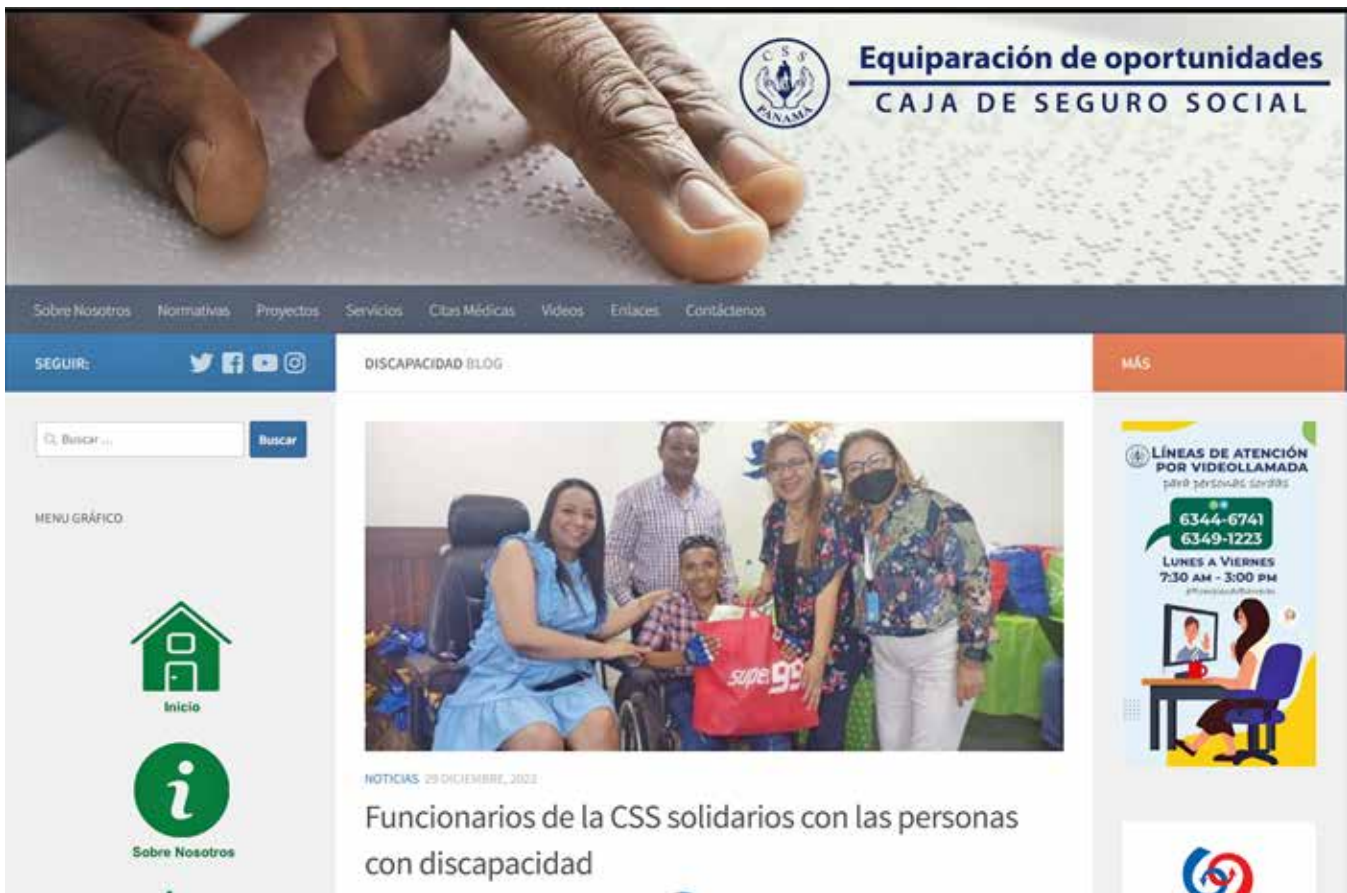 CSS
PANAMA
Equiparación de oportunidades
CAJA DE SEGURO SOCIAL
Sobre Nosotros Normativas Proyectos Servicios Citas Médicas Videos Enlaces Contáctenos
SEGUIR:
DISCAPACIDAD BLOG
MÁS
Buscar ...
Buscar
MENU GRÁFICO
Inicio
Sobre Nosotros
super 99
NOTICIAS 29 DICIEMBRE, 2022
Funcionarios de la CSS solidarios con las personas
con discapacidad
LÍNEAS DE ATENCIÓN
POR VIDEOLLAMADA
para personas sordas
6344-6741
6349-1223
LUNES A VIERNES
7:30 AM - 3:00 PM